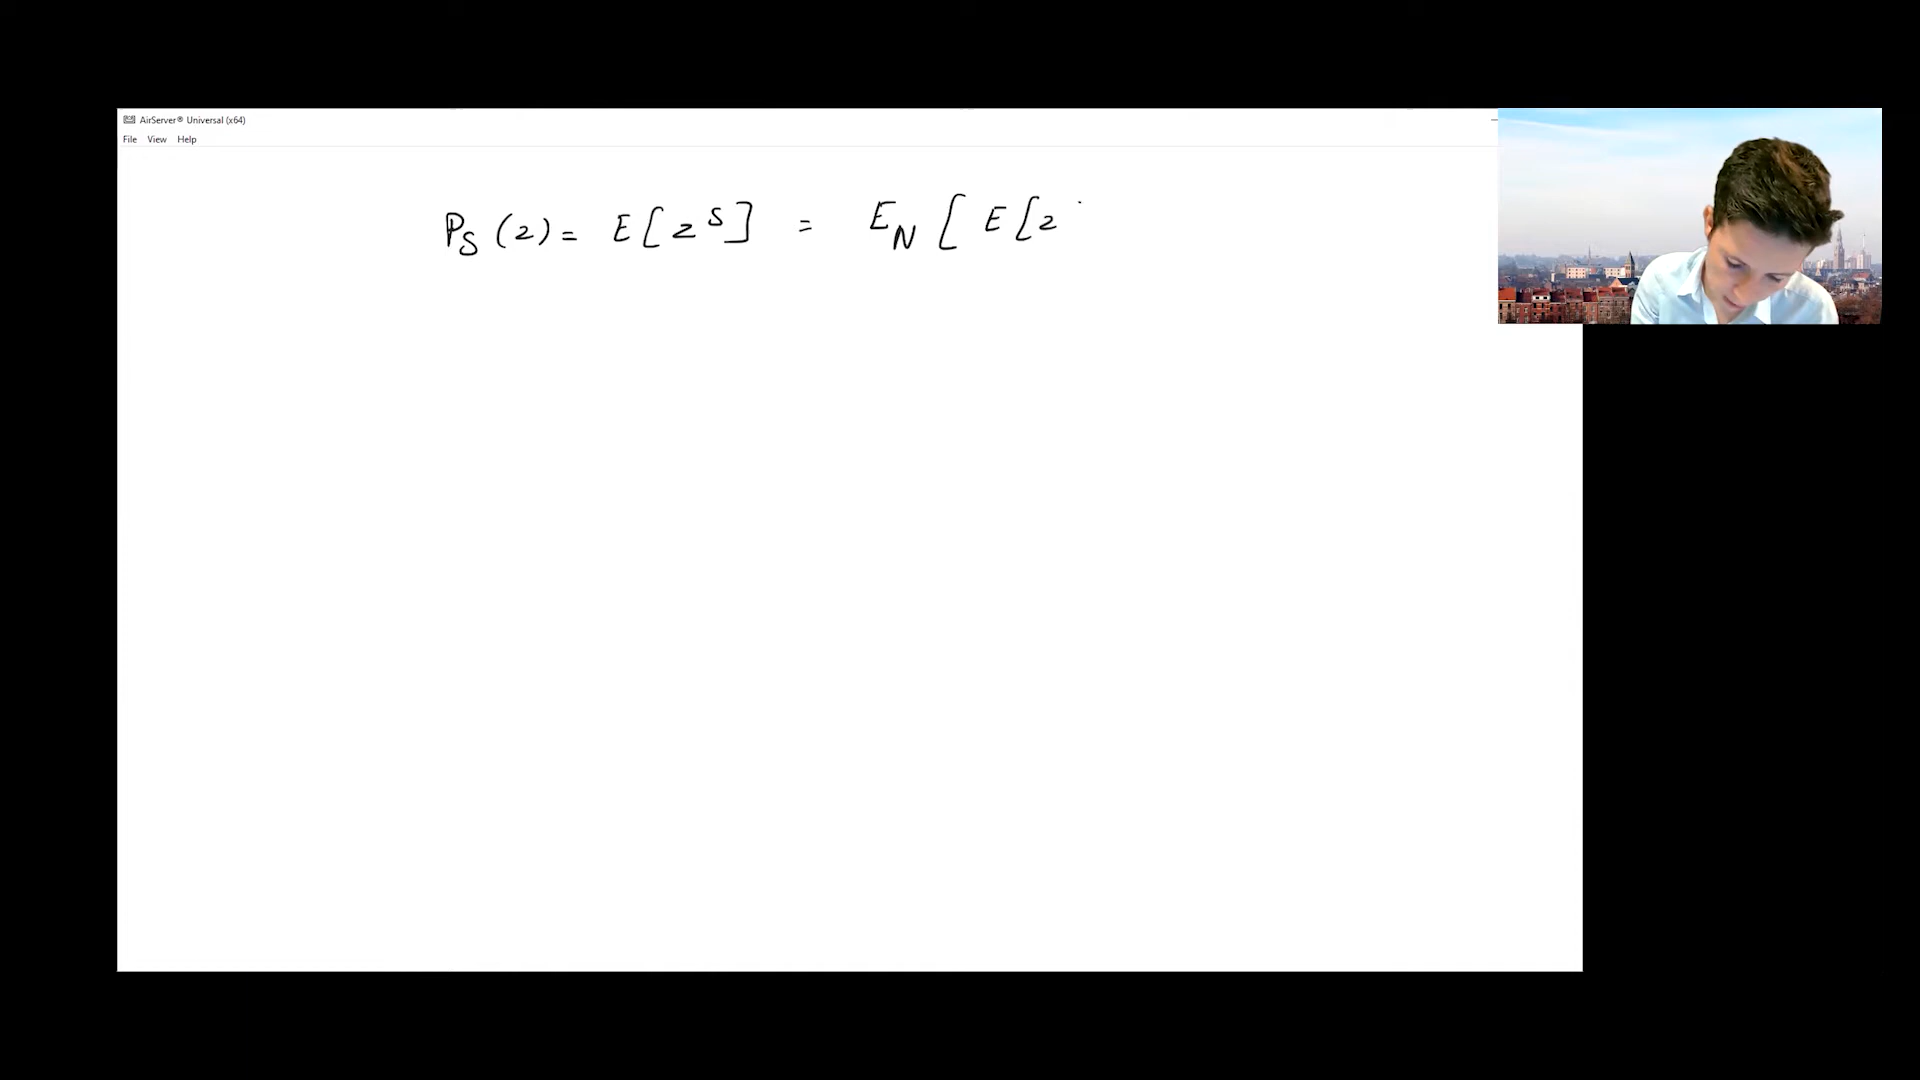 AirServer® Universal (x64)
File View Help
P_S (z) = E[z^S] = E_N [ E[z